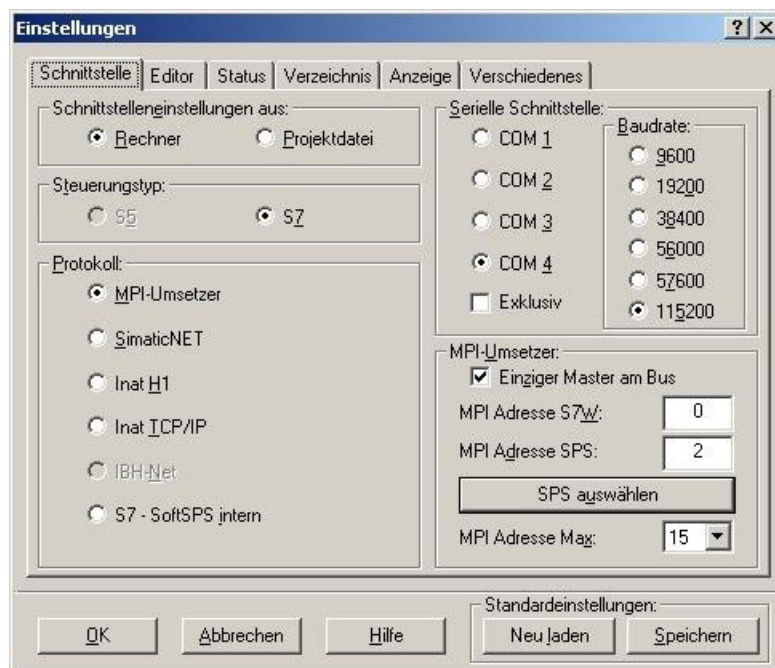 Einstellungen
Schnittstelle Editor Status Verzeichnis Anzeige Verschiedenes
Schnittstelleneinstellungen aus:
Rechner Projektdatei
Steuerungstyp:
S5 S7
Protokoll:
MPI-Umsetzer
SimaticNET
Inat H1
Inat TCP/IP
IBH-Net
S7 - SoftSPS intern
Serielle Schnittstelle:
COM 1
COM 2
COM 3
COM 4
Exklusiv
Baudrate:
9600
19200
38400
56000
57600
115200
MPI-Umsetzer:
Einziger Master am Bus
MPI Adresse S7W: 0
MPI Adresse SPS: 2
SPS auswählen
MPI Adresse Max: 15
OK Abbrechen Hilfe
Standardeinstellungen:
Neu laden Speichern